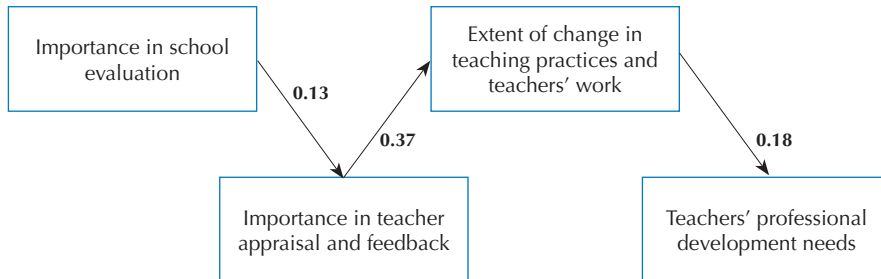 Importance in school
evaluation
0.13
Importance in teacher
appraisal and feedback
0.37
Extent of change in
teaching practices and
teachers’ work
0.18
Teachers’ professional
development needs